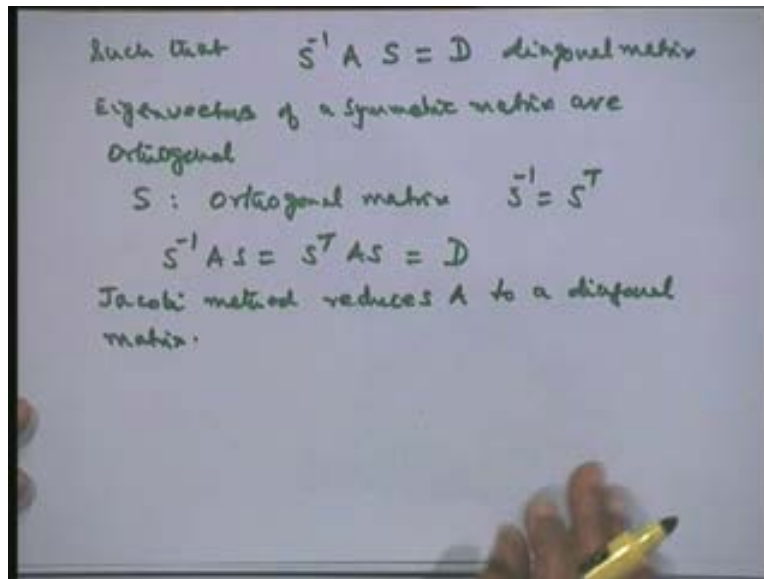 Such that S⁻¹ A S = D diagonal matrix
Eigenvectors of a symmetric matrix are
Orthogonal
S : orthogonal matrix S⁻¹ = Sᵀ
S⁻¹ A S = Sᵀ A S = D
Jacobi method reduces A to a diagonal
matrix.